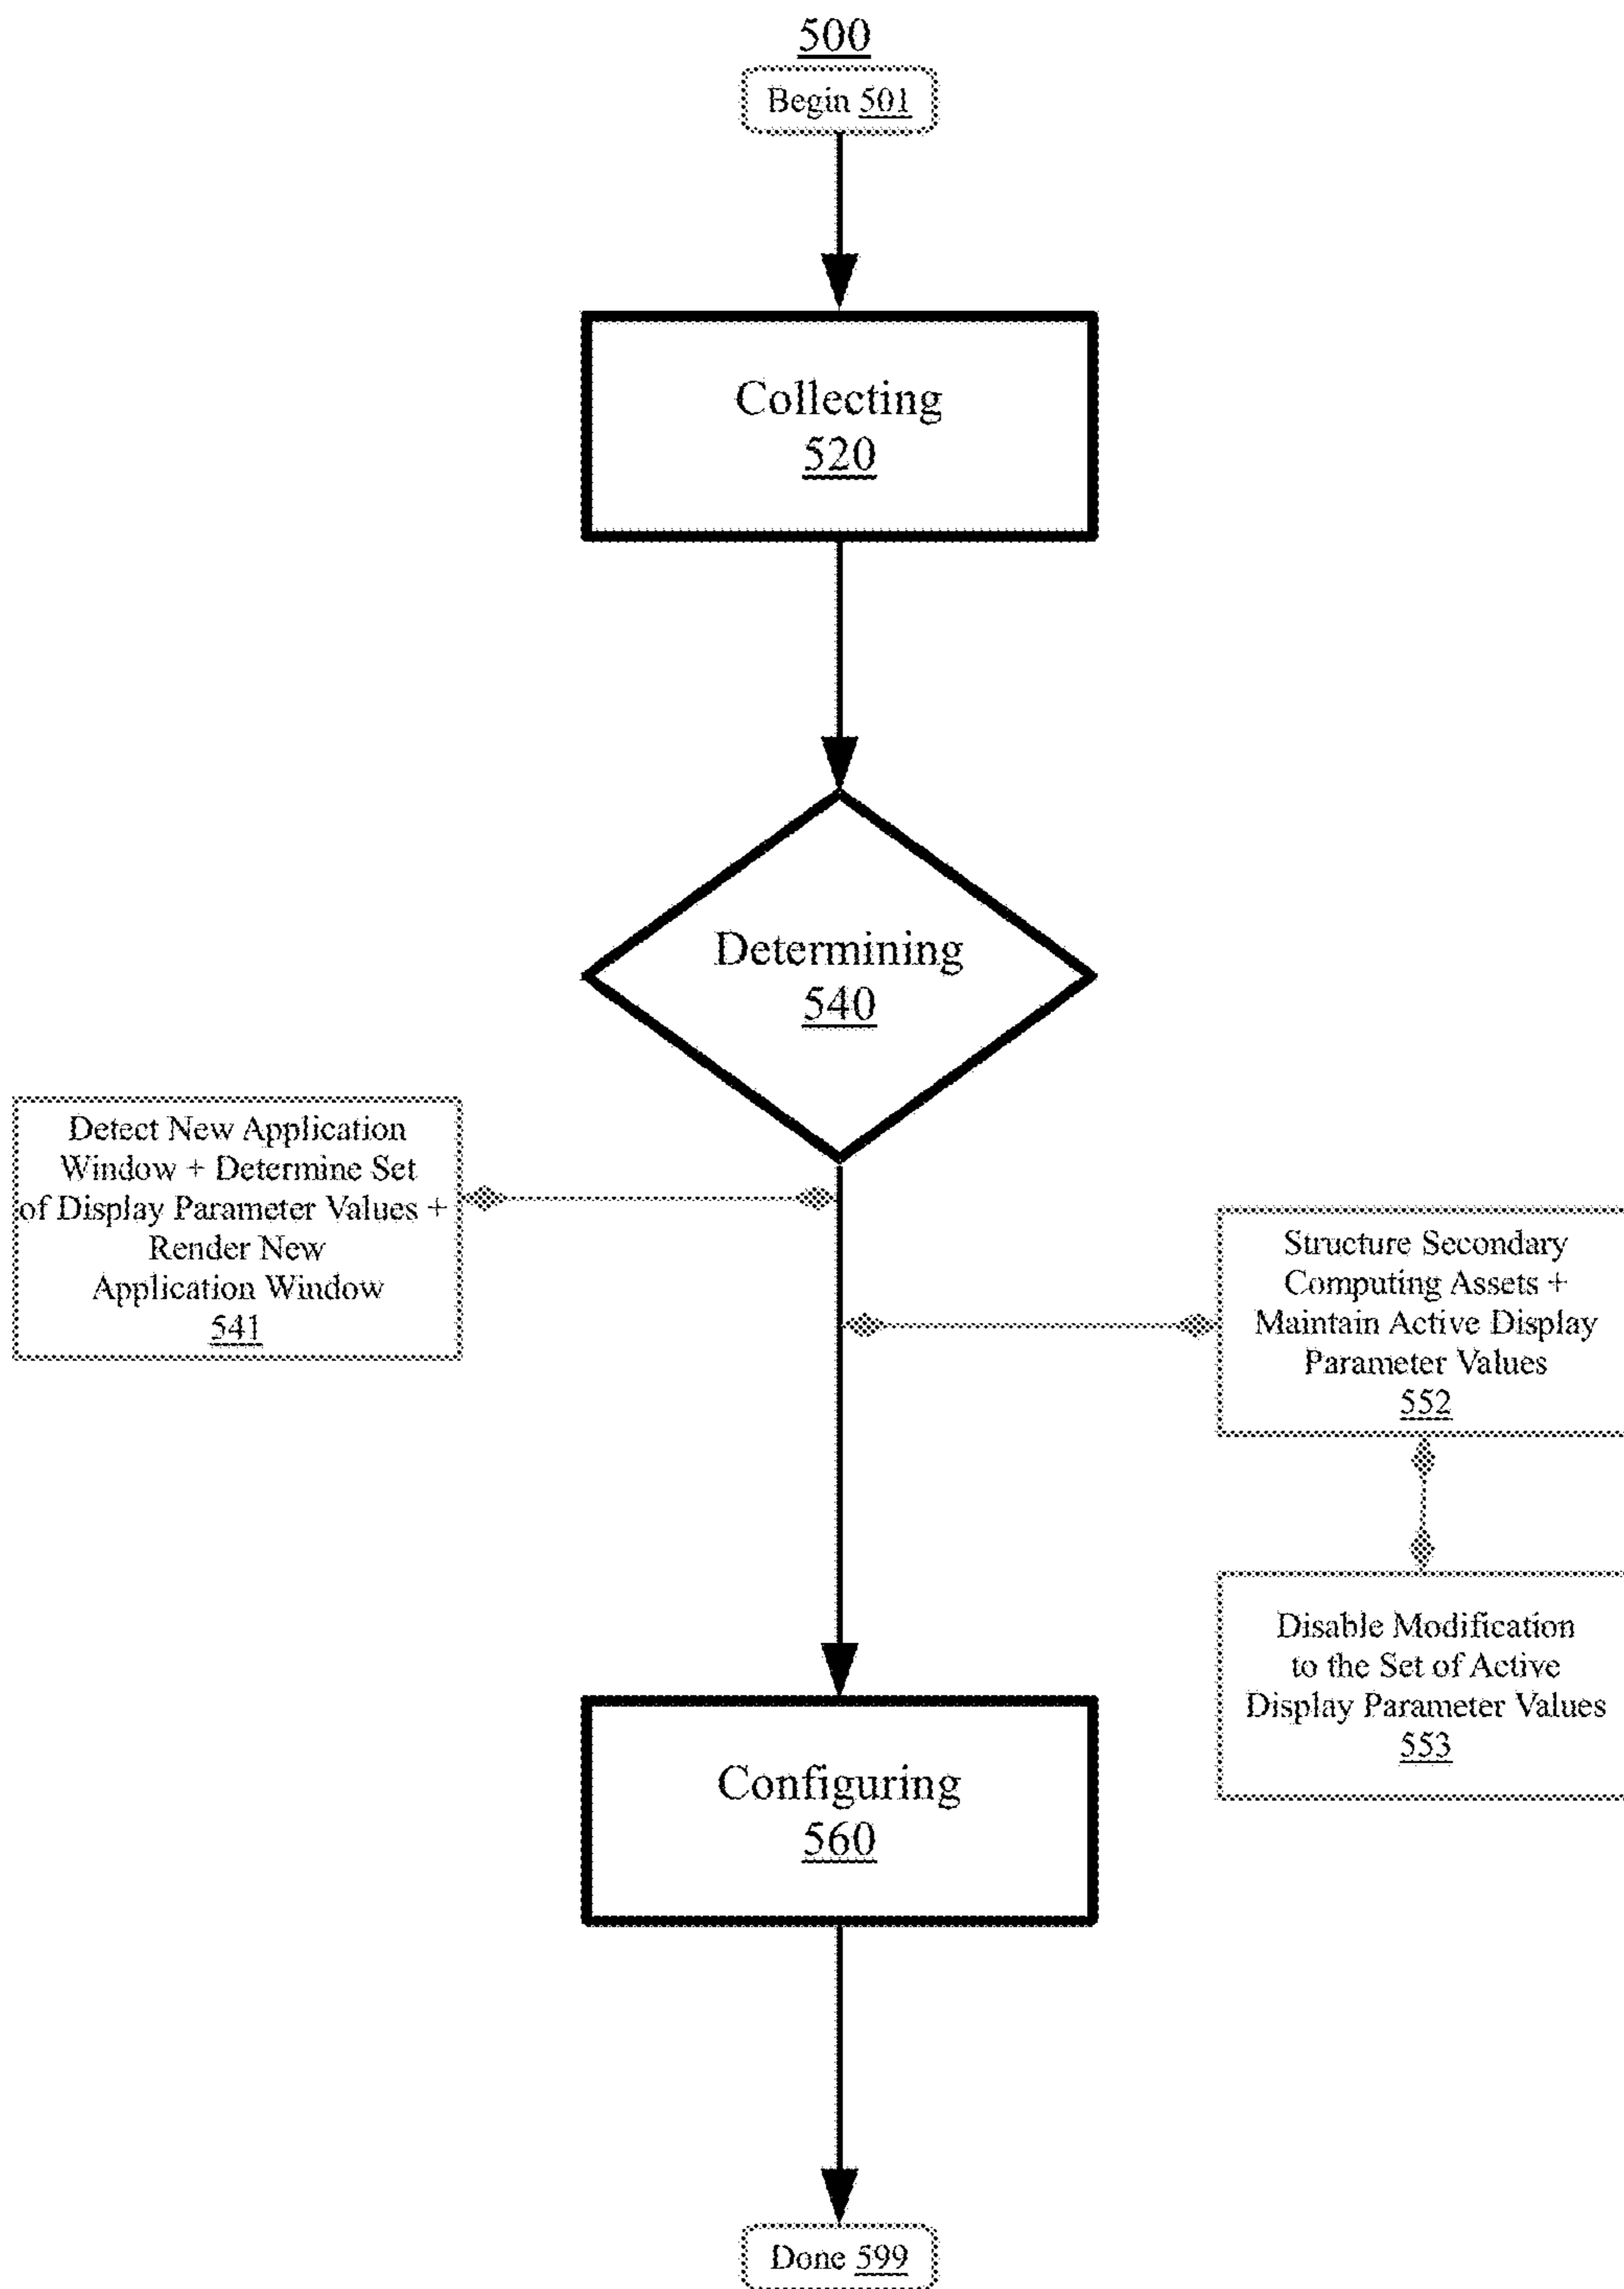 500
Begin 501
Collecting
520
Determining
540
Detect New Application
Window + Determine Set
of Display Parameter Values +
Render New
Application Window
541
Structure Secondary
Computing Assets +
Maintain Active Display
Parameter Values
552
Disable Modification
to the Set of Active
Display Parameter Values
553
Configuring
560
Done 599